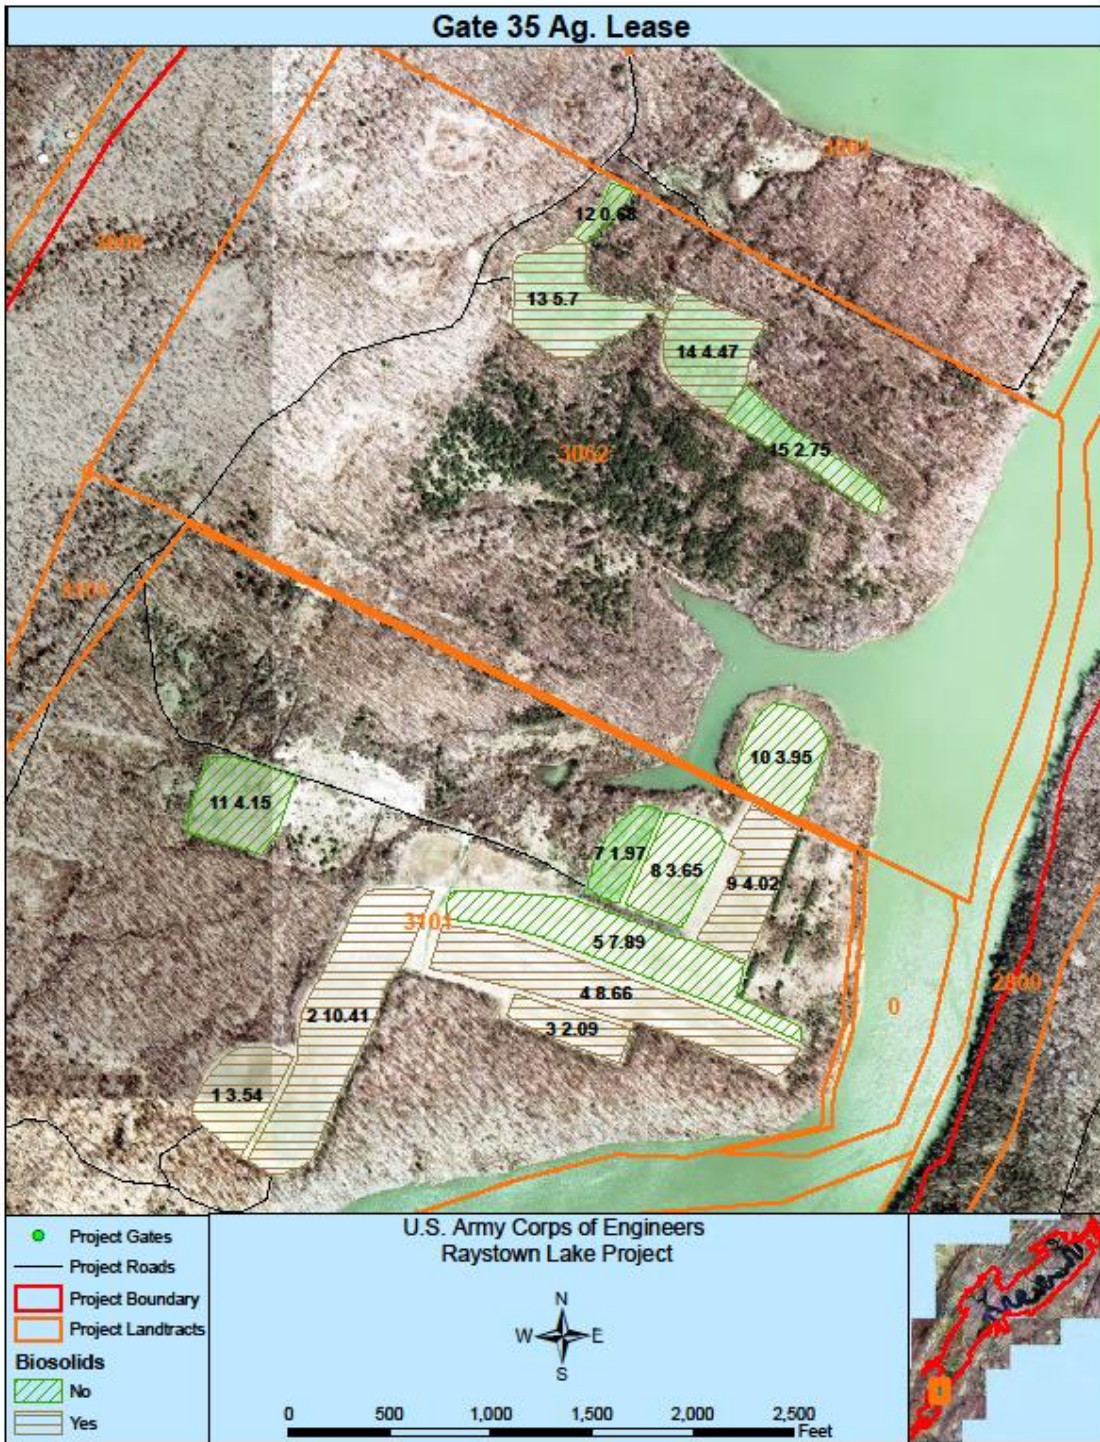 Gate 35 Ag. Lease
3061
12 0.68
13 5.7
14 4.47
3062
15 2.75
10 3.95
11 4.15
7 1.97
8 3.65
9 4.02
3101
5 7.89
4 8.66
2 10.41
3 2.09
1 3.54
0
2800
Project Gates
Project Roads
Project Boundary
Project Landtracts
Biosolids
No
Yes
U.S. Army Corps of Engineers
Raystown Lake Project
N
W E
S
0 500 1,000 1,500 2,000 2,500
Feet